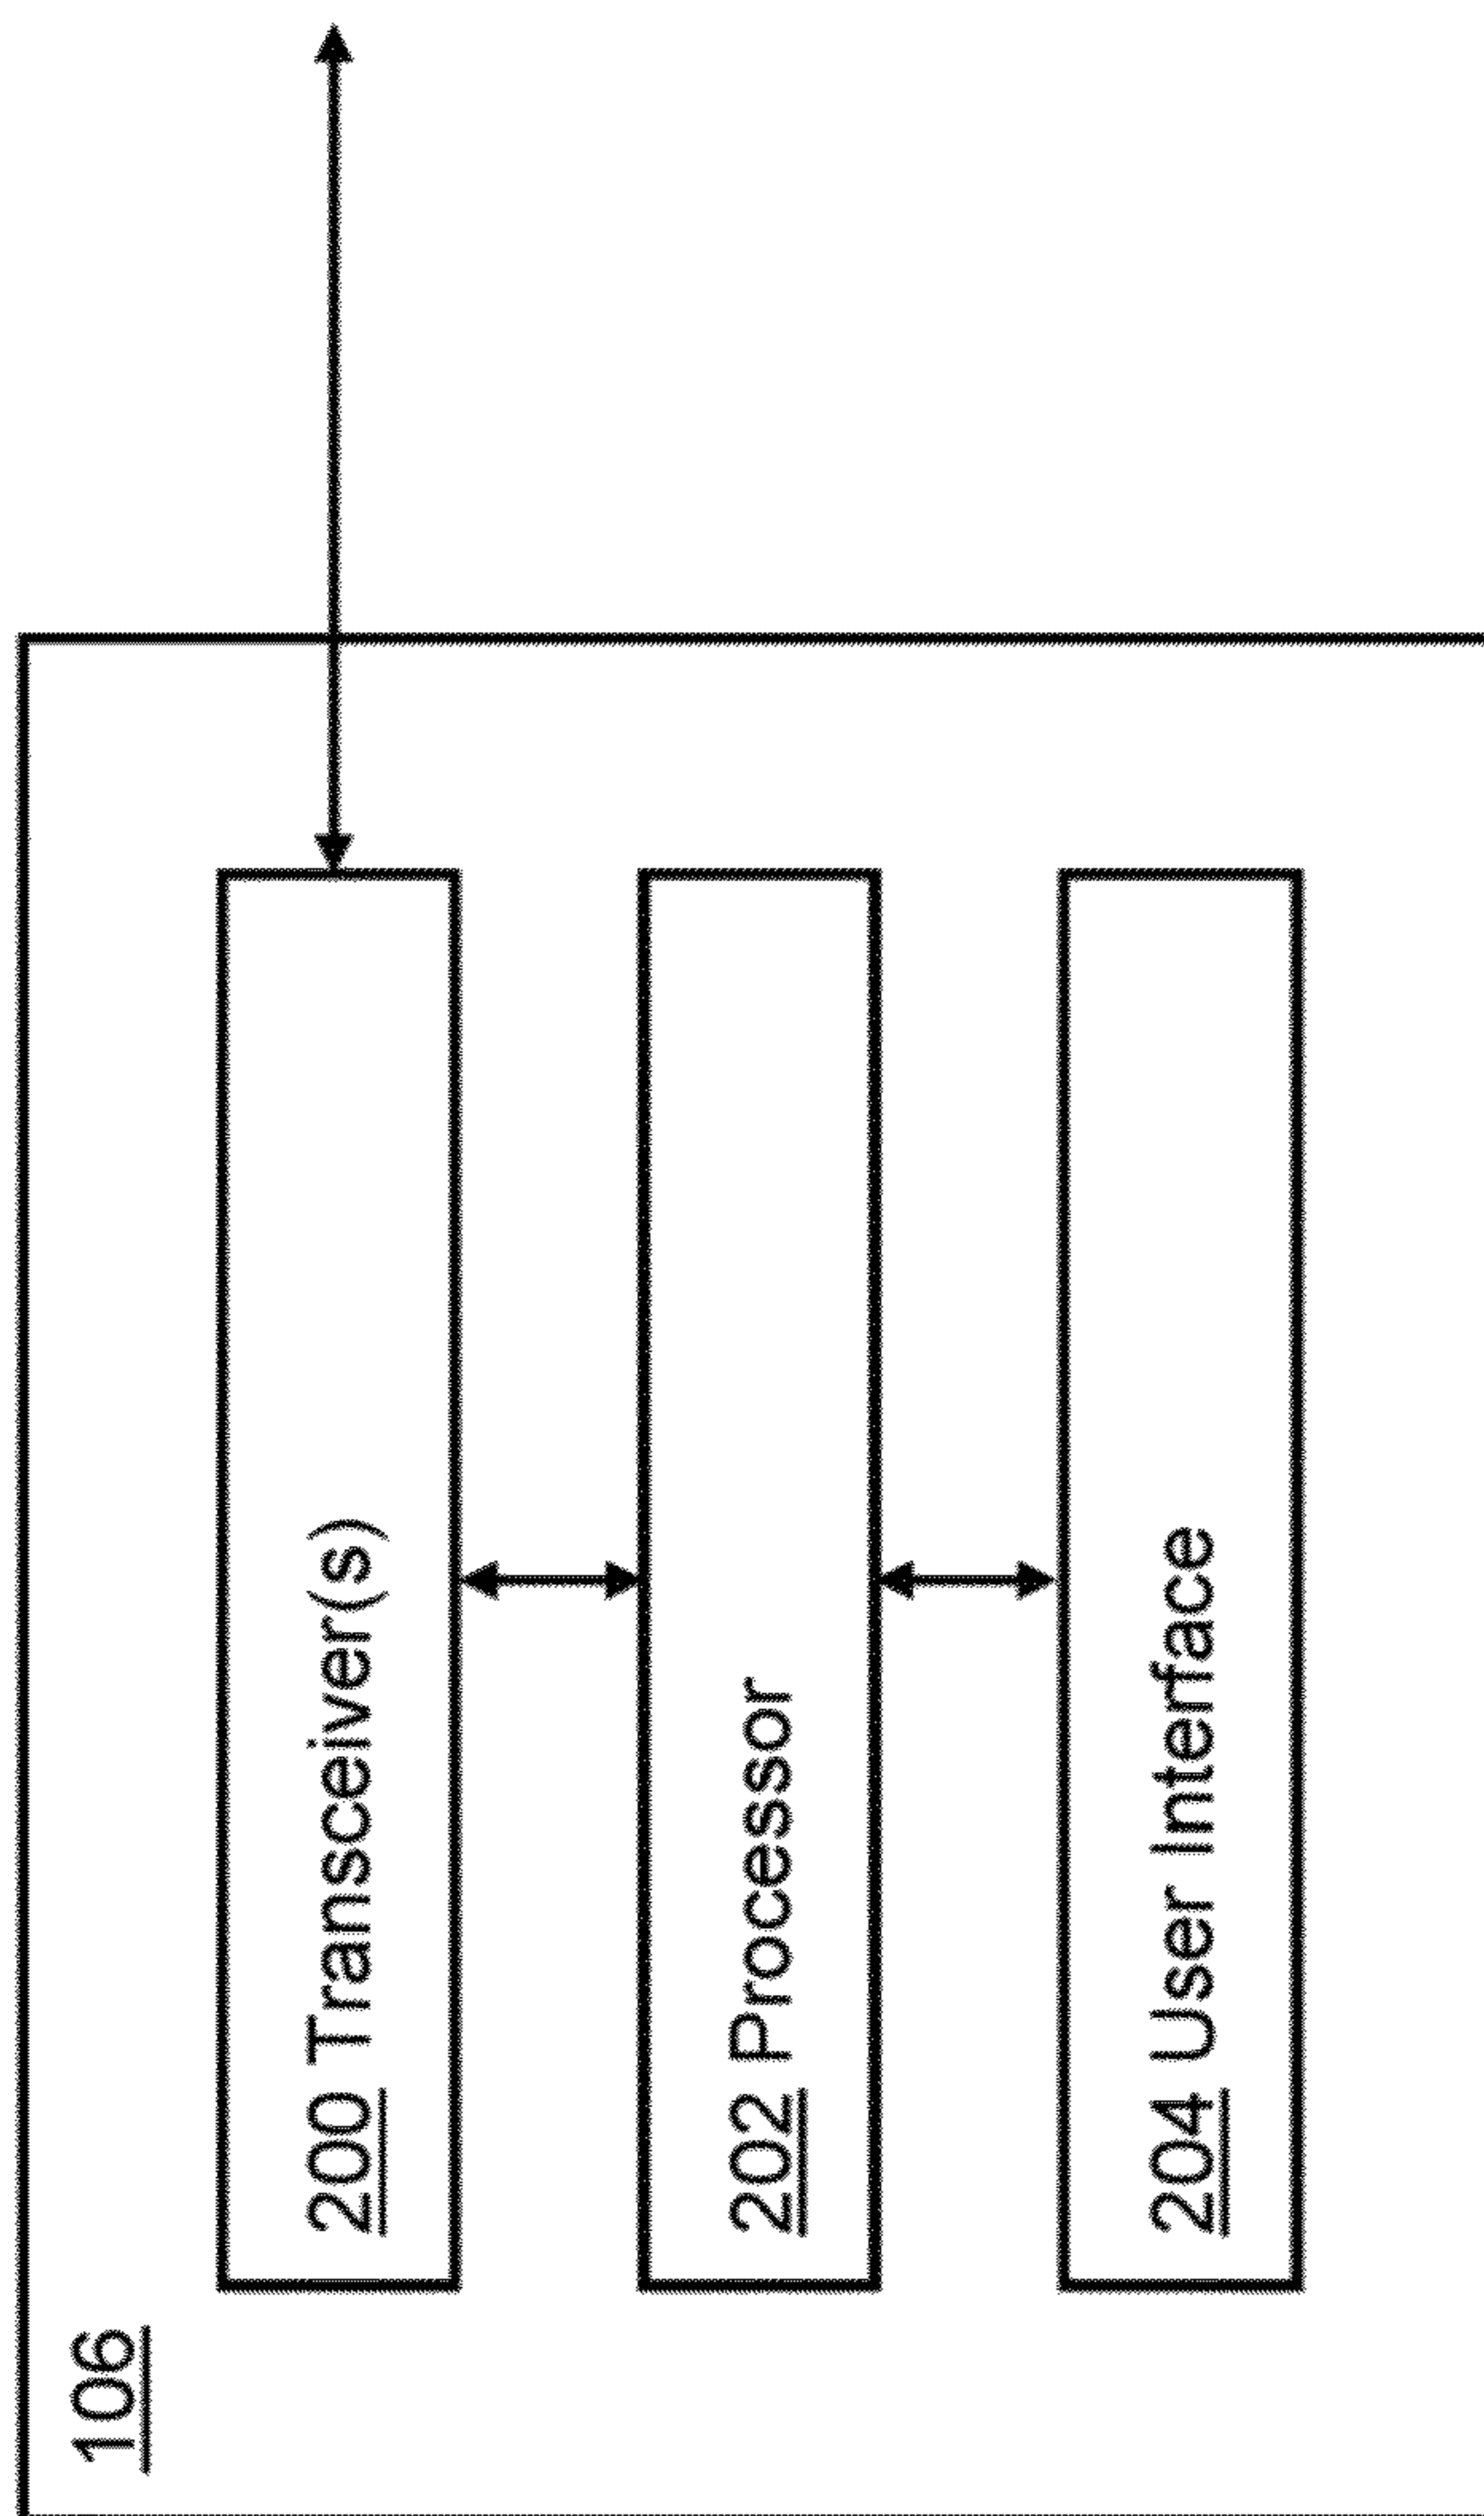 106
200 Transceiver(s)
202 Processor
204 User Interface